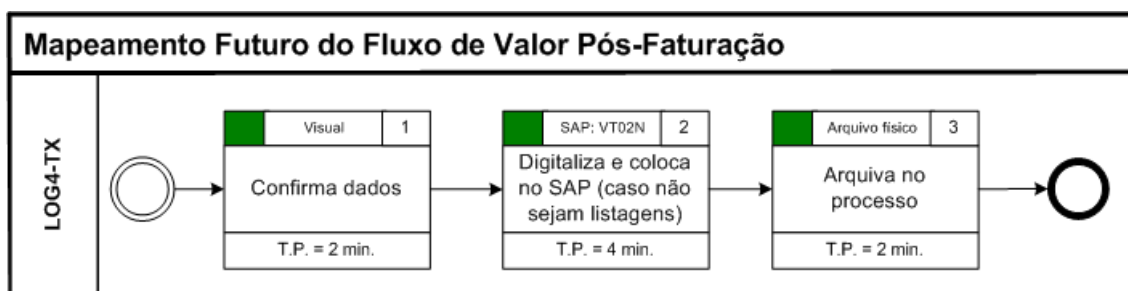 Mapeamento Futuro do Fluxo de Valor Pós-Faturação
LOG4-TX
Visual
1
Confirma dados
T.P. = 2 min.
SAP: VT02N
2
Digitaliza e coloca
no SAP (caso não
sejam listagens)
T.P. = 4 min.
Arquivo físico
3
Arquiva no
processo
T.P. = 2 min.